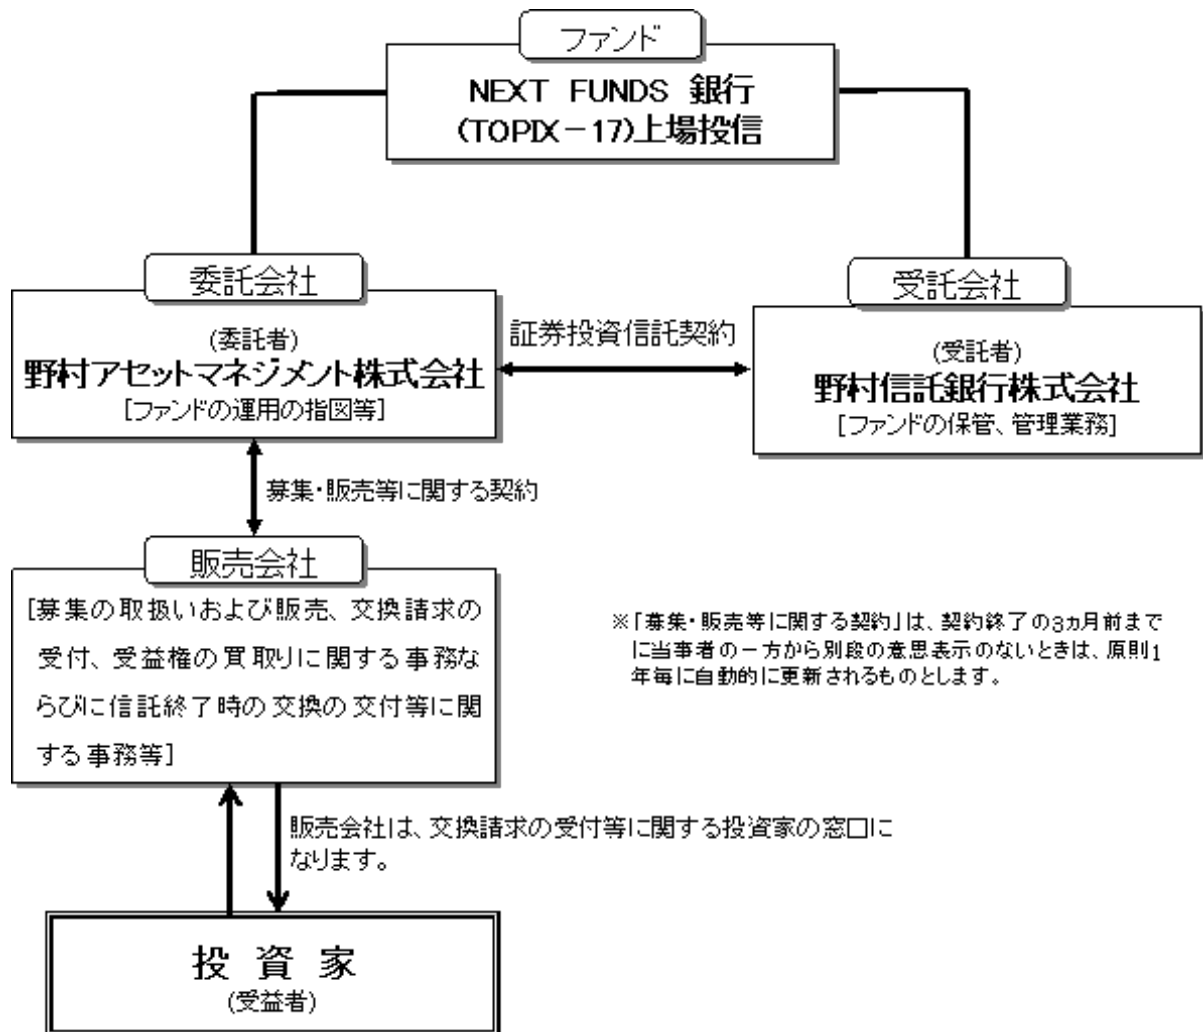 ファンド
NEXT FUNDS 銀行
(TOPIX－17)上場投信
委託会社
(委託者)
野村アセットマネジメント株式会社
[ファンドの運用の指図等]
証券投資信託契約
受託会社
(受託者)
野村信託銀行株式会社
[ファンドの保管、管理業務]
募集・販売等に関する契約
販売会社
[募集の取扱いおよび販売、交換請求の
受付、受益権の買取りに関する事務な
らびに信託終了時の交換の交付等に関
する事務等]
※「募集・販売等に関する契約」は、契約終了の3ヵ月前まで
に当事者の一方から別段の意思表示のないときは、原則1
年毎に自動的に更新されるものとします。
販売会社は、交換請求の受付等に関する投資家の窓口に
なります。
投資家
(受益者)